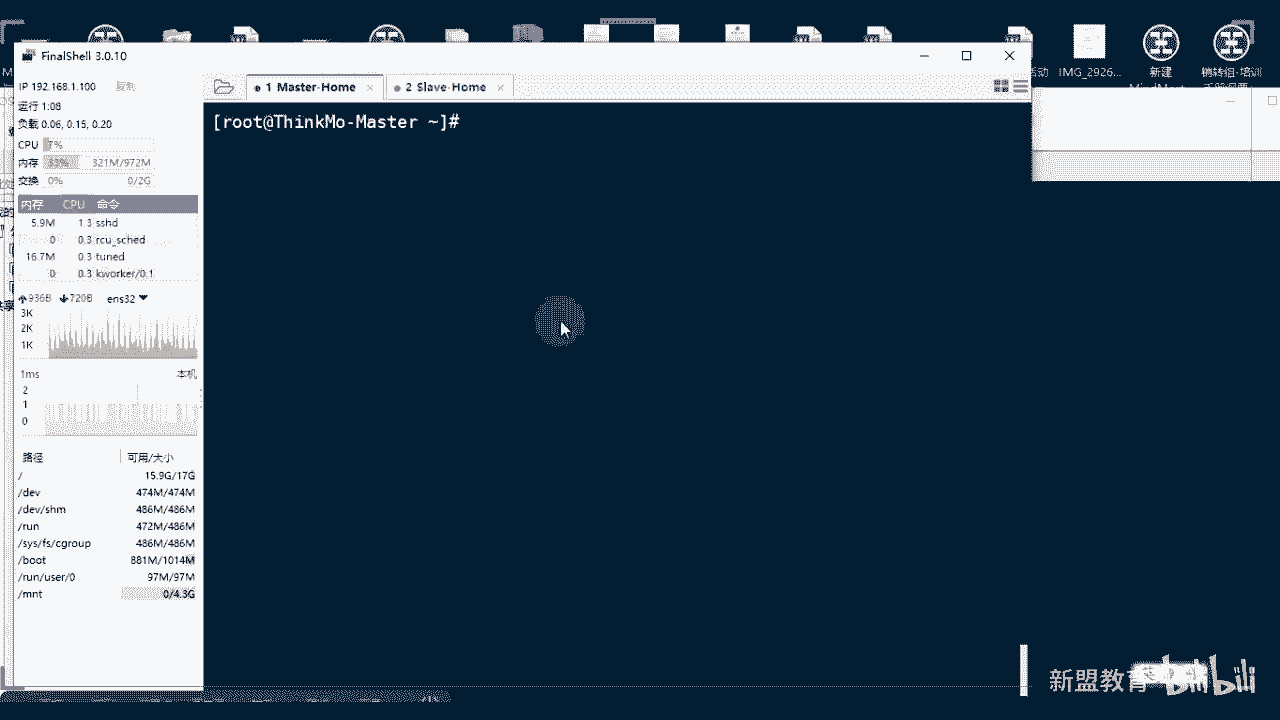 FinalShell 3.0.10
IMG_2926...
新建
销转组·培训
IP 192.168.1.100 复制
1 Master-Home ×
2 Slave-Home ×
运行 1:08
负载 0.06, 0.15, 0.20
CPU 7%
内存 33% 321M/972M
交换 0% 0/2G
内存 CPU 命令
5.9M 1.3 sshd
0 0.3 rcu_sched
16.7M 0.3 tuned
0 0.3 kworker/0:1
936B 720B ens32
3K
2K
1K
1ms 本机
2
1
0
路径 可用/大小
/ 15.9G/17G
/dev 474M/474M
/dev/shm 486M/486M
/run 472M/486M
/sys/fs/cgroup 486M/486M
/boot 881M/1014M
/run/user/0 97M/97M
/mnt 0/4.3G
[root@ThinkMo-Master ~]#
新盟教育
bilibili